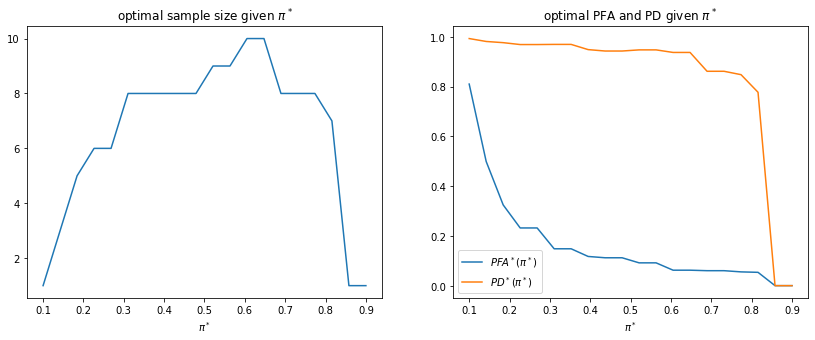 optimal sample size given π*
10
8
6
4
2
0.1 0.2 0.3 0.4 0.5 0.6 0.7 0.8 0.9
π*
optimal PFA and PD given π*
1.0
0.8
0.6
0.4
0.2
0.0
PFA*(π*)
PD*(π*)
0.1 0.2 0.3 0.4 0.5 0.6 0.7 0.8 0.9
π*